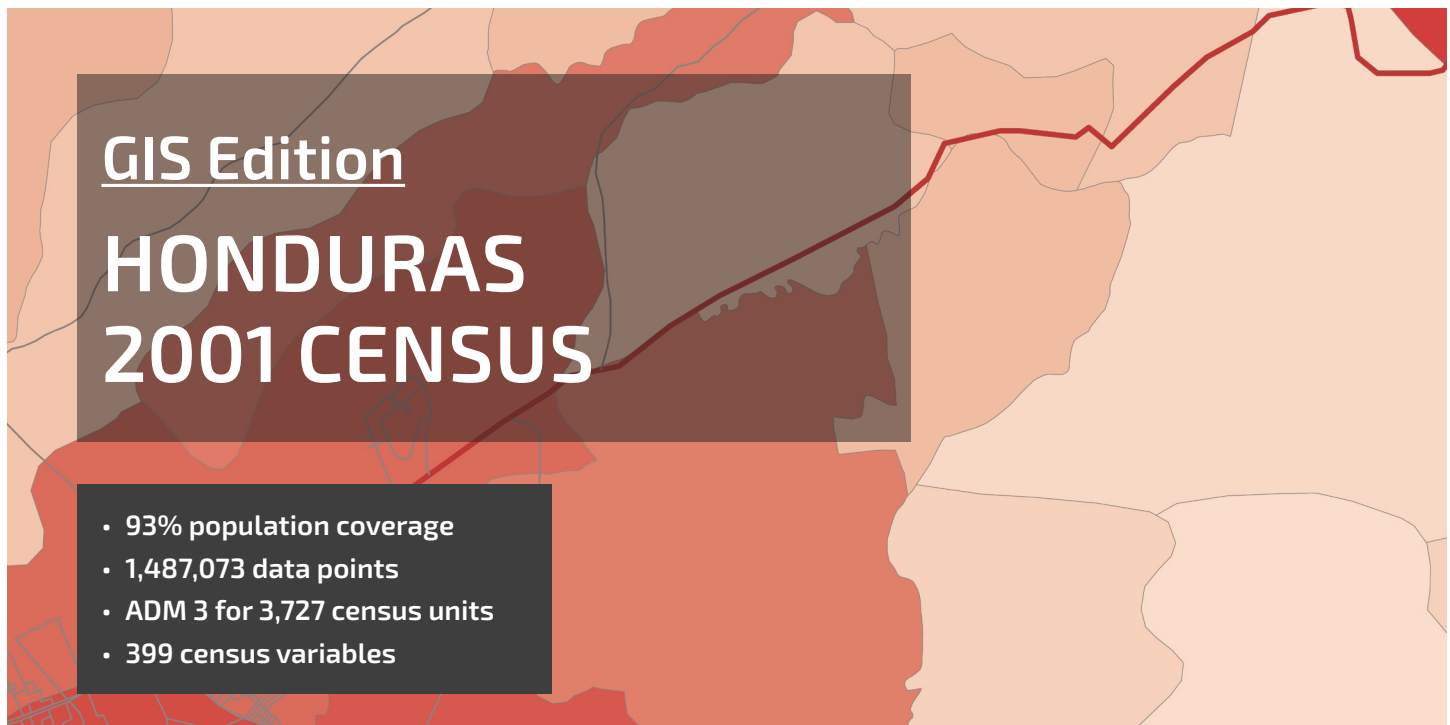 GIS Edition
HONDURAS
2001 CENSUS
• 93% population coverage
• 1,487,073 data points
• ADM 3 for 3,727 census units
• 399 census variables